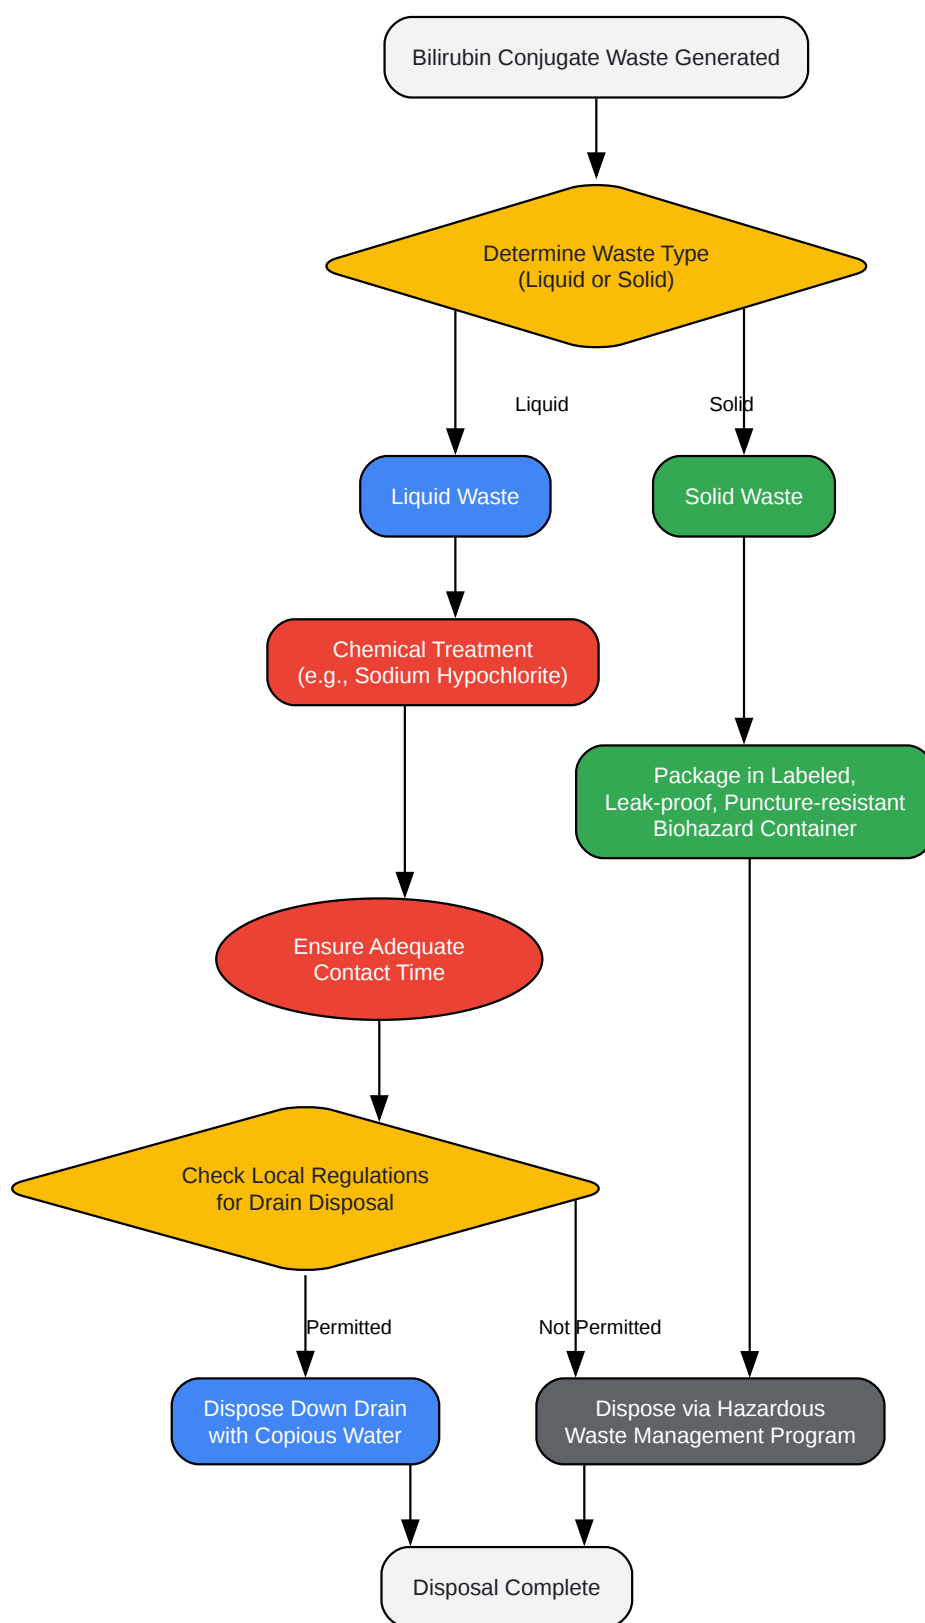 Bilirubin Conjugate Waste Generated
Determine Waste Type
(Liquid or Solid)
Liquid
Solid
Liquid Waste
Solid Waste
Chemical Treatment
(e.g., Sodium Hypochlorite)
Package in Labeled,
Leak-proof, Puncture-resistant
Biohazard Container
Ensure Adequate
Contact Time
Check Local Regulations
for Drain Disposal
Permitted
Not Permitted
Dispose Down Drain
with Copious Water
Dispose via Hazardous
Waste Management Program
Disposal Complete